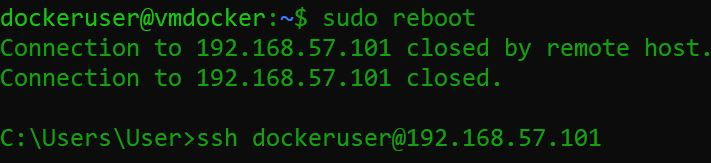 dockeruser@vmdocker:~$ sudo reboot
Connection to 192.168.57.101 closed by remote host.
Connection to 192.168.57.101 closed.
C:\Users\User>ssh dockeruser@192.168.57.101